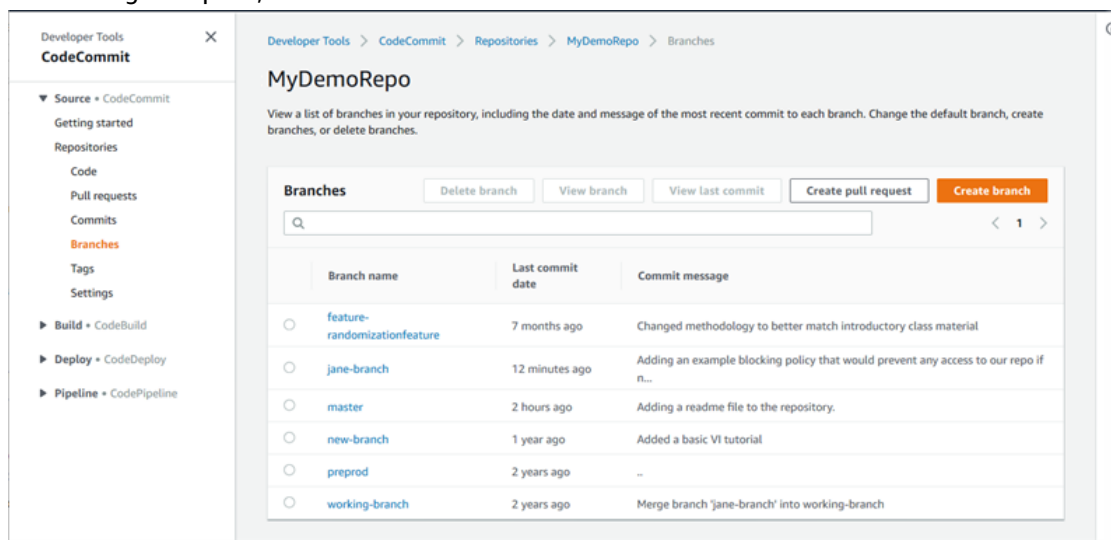 Developer Tools
CodeCommit
Source • CodeCommit
Getting started
Repositories
Code
Pull requests
Commits
Branches
Tags
Settings
Build • CodeBuild
Deploy • CodeDeploy
Pipeline • CodePipeline
Developer Tools > CodeCommit > Repositories > MyDemoRepo > Branches
MyDemoRepo
View a list of branches in your repository, including the date and message of the most recent commit to each branch. Change the default branch, create
branches, or delete branches.
Branches Delete branch View branch View last commit Create pull request Create branch
< 1 >
Branch name Last commit date Commit message
feature-
randomizationfeature 7 months ago Changed methodology to better match introductory class material
jane-branch 12 minutes ago Adding an example blocking policy that would prevent any access to our repo if
n...
master 2 hours ago Adding a readme file to the repository.
new-branch 1 year ago Added a basic VI tutorial
preprod 2 years ago ..
working-branch 2 years ago Merge branch 'jane-branch' into working-branch